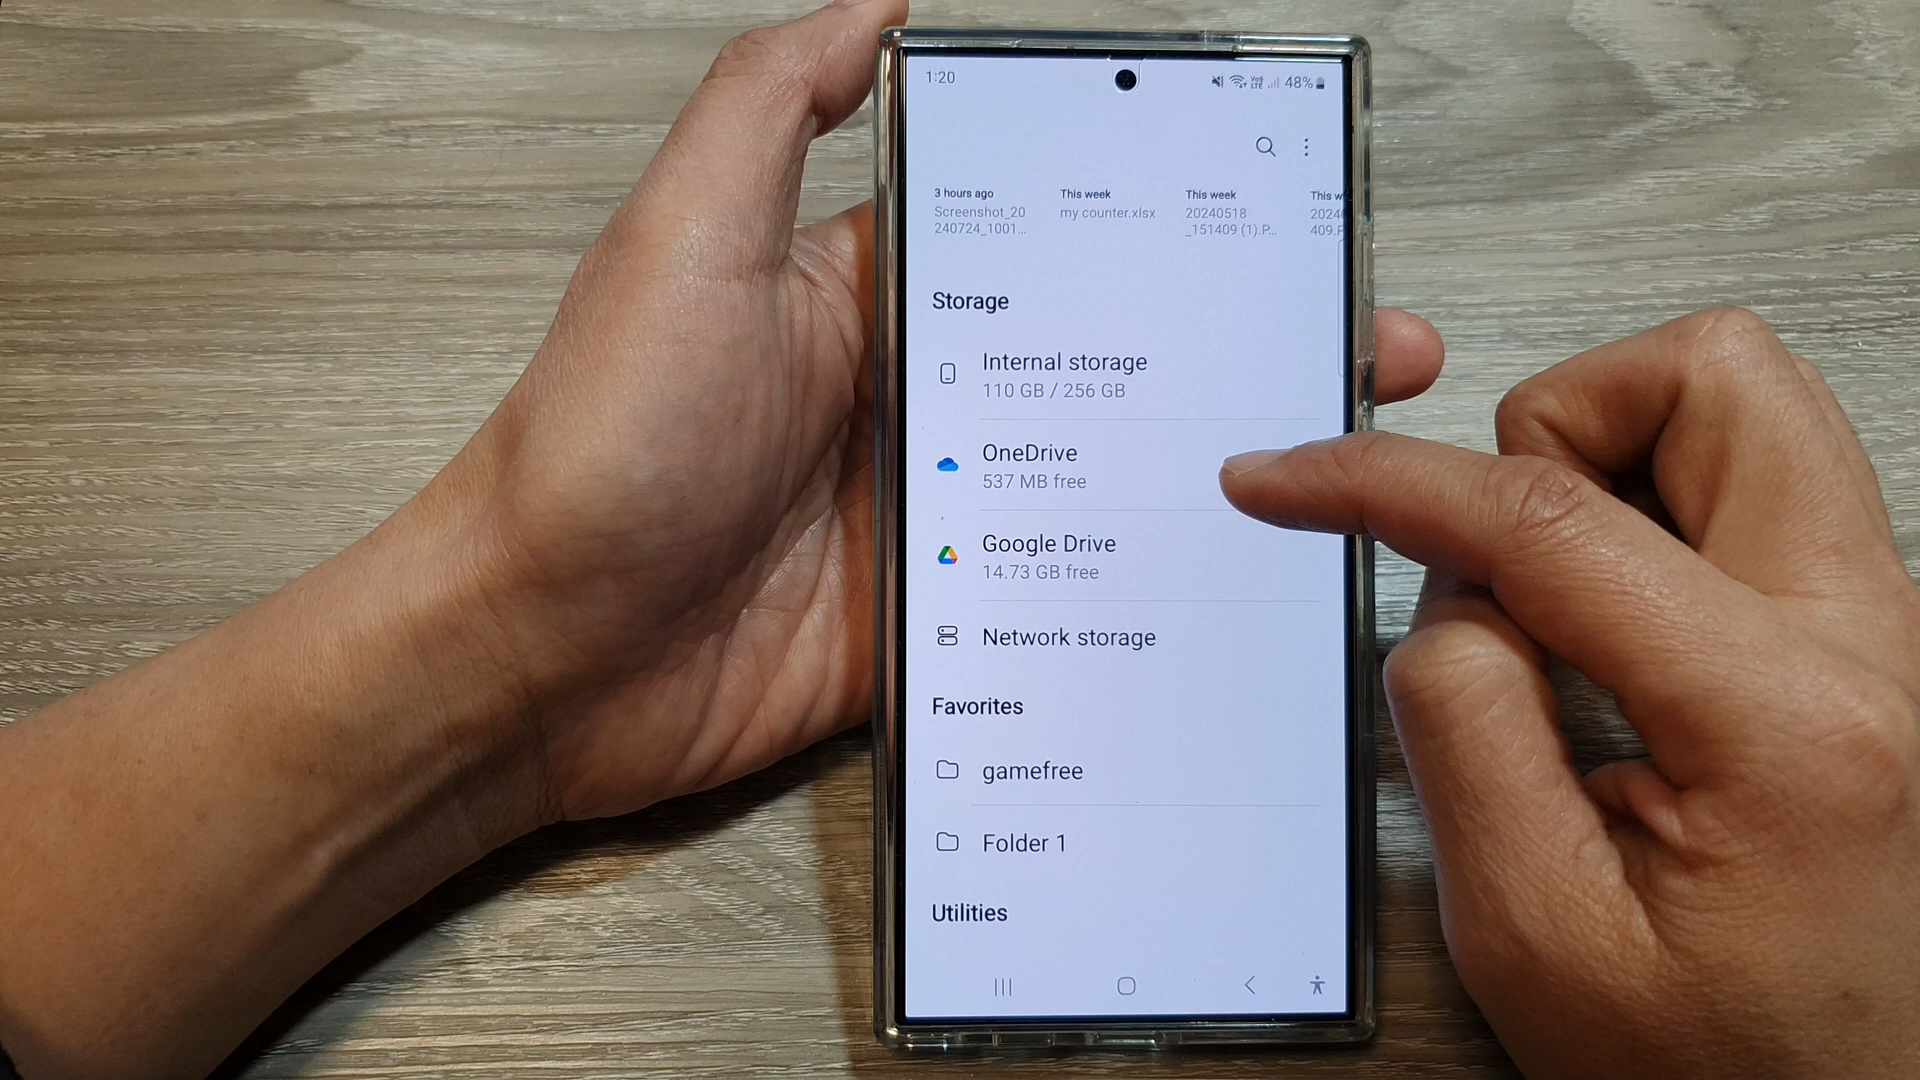 1:20
Vo))
LTE
48%
3 hours ago
Screenshot_20
240724_1001...
This week
my counter.xlsx
This week
20240518
_151409 (1).P...
This w
2024
409.P
Storage
Internal storage
110 GB / 256 GB
OneDrive
537 MB free
Google Drive
14.73 GB free
Network storage
Favorites
gamefree
Folder 1
Utilities